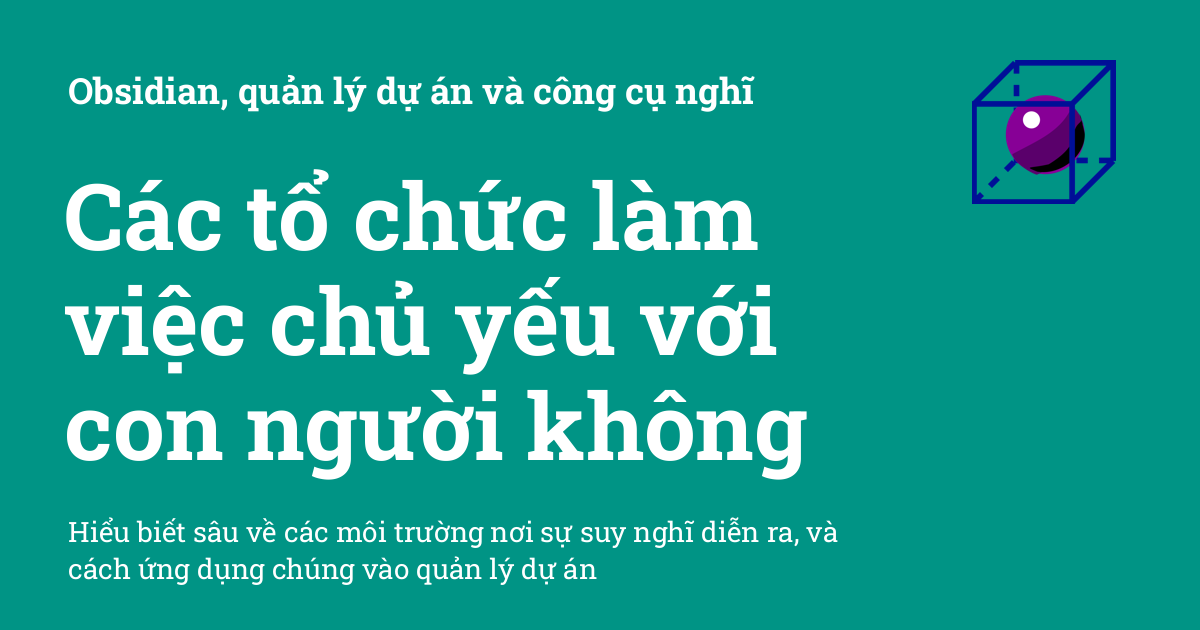 Obsidian, quản lý dự án và công cụ nghĩ
Các tổ chức làm
việc chủ yếu với
con người không
Hiểu biết sâu về các môi trường nơi sự suy nghĩ diễn ra, và
cách ứng dụng chúng vào quản lý dự án